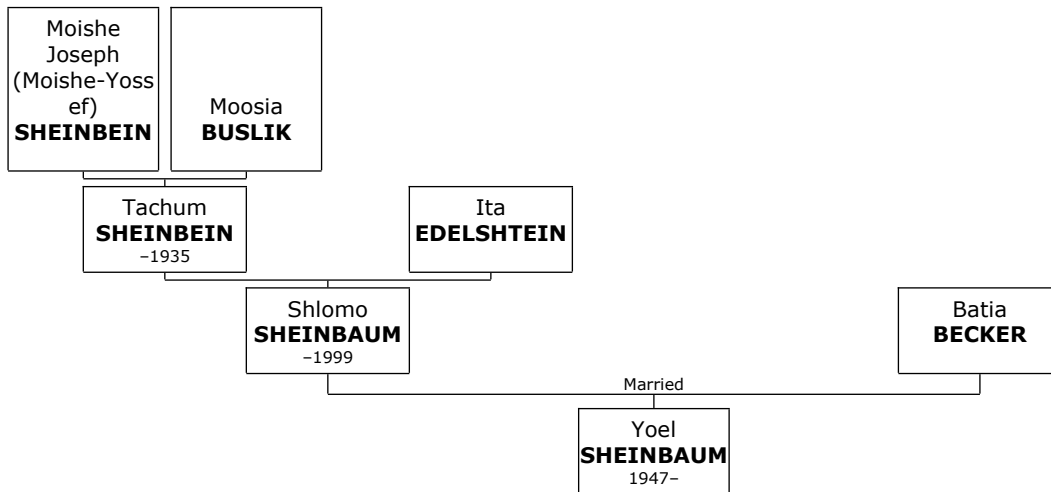 Moishe
Joseph
(Moishe-Yoss
ef)
SHEINBEIN
Moosia
BUSLIK
Tachum
SHEINBEIN
–1935
Ita
EDELSHTEIN
Shlomo
SHEINBAUM
–1999
Batia
BECKER
Married
Yoel
SHEINBAUM
1947–